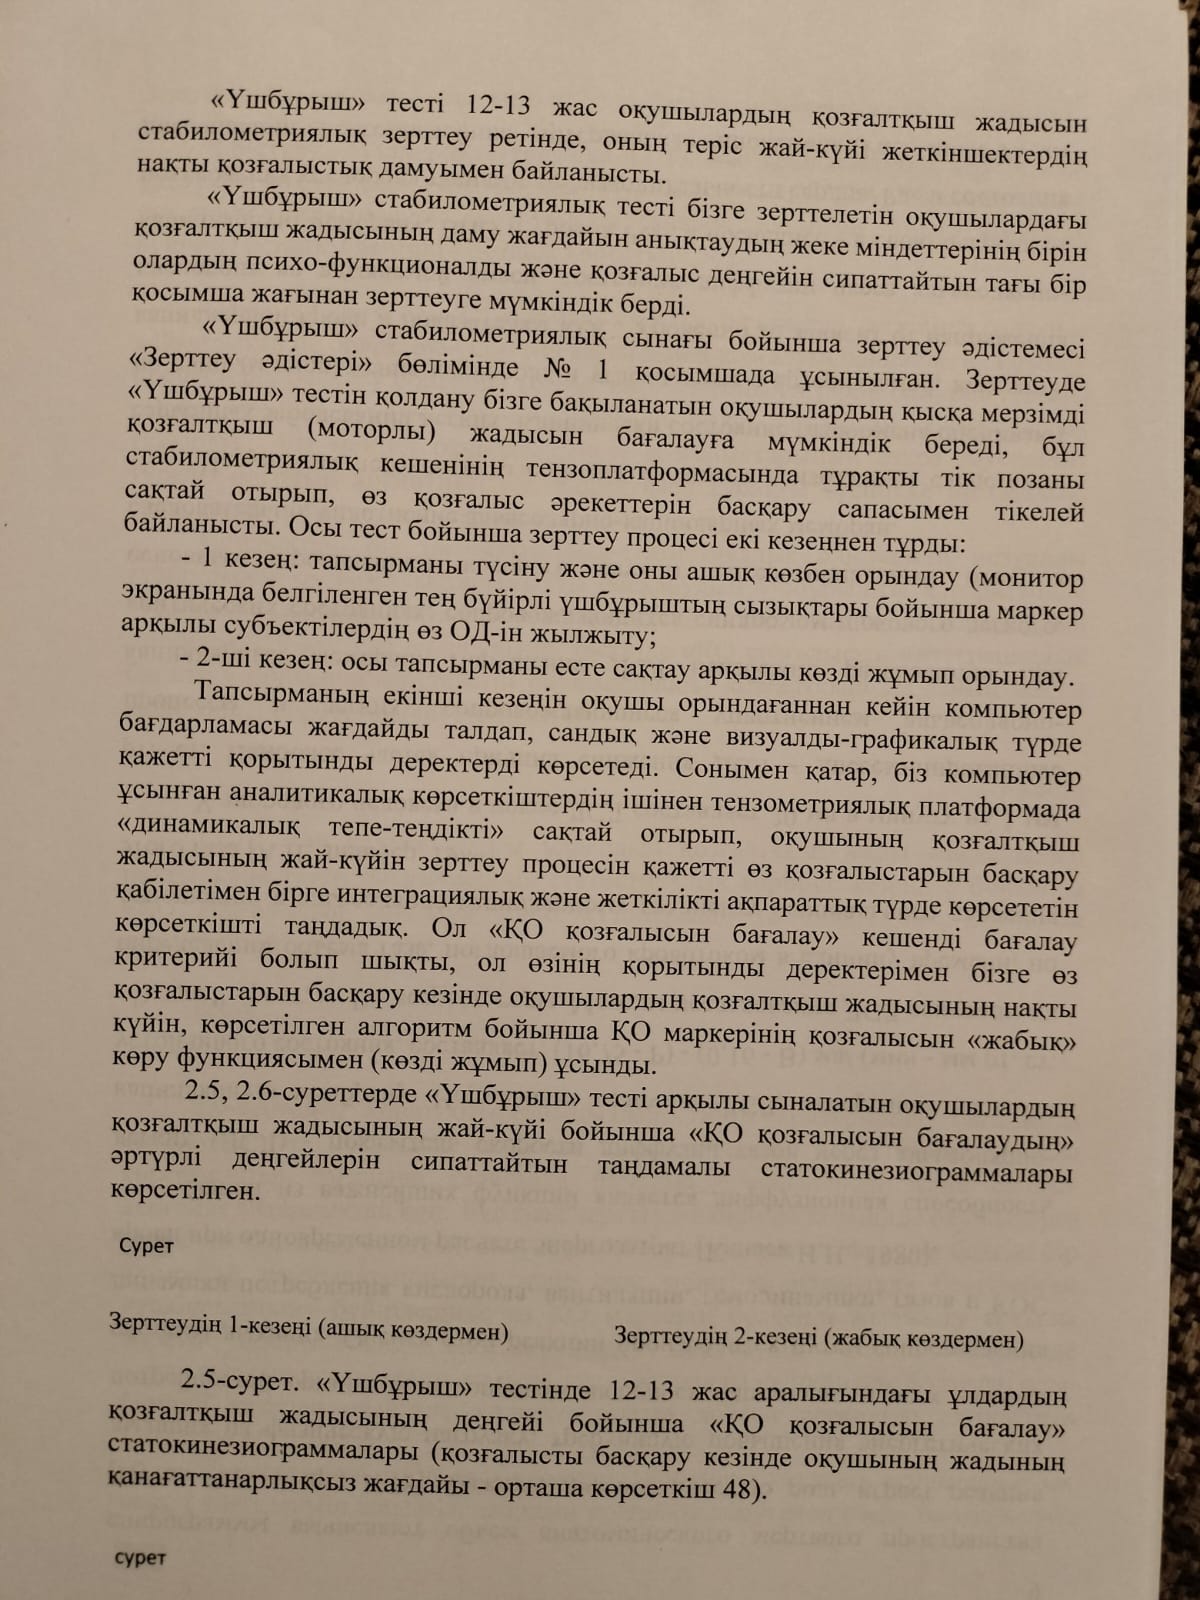 «Үшбұрыш» тесті 12-13 жас оқушылардың қозғалтқыш жадысын
стабилометриялық зерттеу ретінде, оның теріс жай-күйі жеткіншектердің
нақты қозғалыстық дамуымен байланысты.
«Үшбұрыш» стабилометриялық тесті бізге зерттелетін оқушылардағы
қозғалтқыш жадысының даму жағдайын анықтаудың жеке міндеттерінің бірін
олардың психо-функционалды және қозғалыс деңгейін сипаттайтын тағы бір
қосымша жағынан зерттеуге мүмкіндік берді.
«Үшбұрыш» стабилометриялық сынағы бойынша зерттеу әдістемесі
«Зерттеу әдістері» бөлімінде № 1 қосымшада ұсынылған. Зерттеуде
«Үшбұрыш» тестін қолдану бізге бақыланатын оқушылардың қысқа мерзімді
қозғалтқыш (моторлы) жадысын бағалауға мүмкіндік береді, бұл
стабилометриялық кешенінің тензоплатформасында тұрақты тік позаны
сақтай отырып, өз қозғалыс әрекеттерін басқару сапасымен тікелей
байланысты. Осы тест бойынша зерттеу процесі екі кезеңнен тұрды:
- 1 кезең: тапсырманы түсіну және оны ашық көзбен орындау (монитор
экранында белгіленген тең бүйірлі үшбұрыштың сызықтары бойынша маркер
арқылы субъектілердің өз ОД-ін жылжыту;
- 2-ші кезең: осы тапсырманы есте сақтау арқылы көзді жұмып орындау.
Тапсырманың екінші кезеңін оқушы орындағаннан кейін компьютер
бағдарламасы жағдайды талдап, сандық және визуалды-графикалық түрде
қажетті қорытынды деректерді көрсетеді. Сонымен қатар, біз компьютер
ұсынған аналитикалық көрсеткіштердің ішінен тензометриялық платформада
«динамикалық тепе-теңдікті» сақтай отырып, оқушының қозғалтқыш
жадысының жай-күйін зерттеу процесін қажетті өз қозғалыстарын басқару
қабілетімен бірге интеграциялық және жеткілікті ақпараттық түрде көрсететін
көрсеткішті таңдадық. Ол «ҚО қозғалысын бағалау» кешенді бағалау
критерийі болып шықты, ол өзінің қорытынды деректерімен бізге өз
қозғалыстарын басқару кезінде оқушылардың қозғалтқыш жадысының нақты
күйін, көрсетілген алгоритм бойынша ҚО маркерінің қозғалысын «жабық»
көру функциясымен (көзді жұмып) ұсынды.
2.5, 2.6-суреттерде «Үшбұрыш» тесті арқылы сыналатын оқушылардың
қозғалтқыш жадысының жай-күйі бойынша «ҚО қозғалысын бағалаудың»
әртүрлі деңгейлерін сипаттайтын таңдамалы статокинезиограммалары
көрсетілген.
Сурет
Зерттеудің 1-кезеңі (ашық көздермен) Зерттеудің 2-кезеңі (жабық көздермен)
2.5-сурет. «Үшбұрыш» тестінде 12-13 жас аралығындағы ұлдардың
қозғалтқыш жадысының деңгейі бойынша «ҚО қозғалысын бағалау»
статокинезиограммалары (қозғалысты басқару кезінде оқушының жадының
қанағаттанарлықсыз жағдайы - орташа көрсеткіш 48).
сурет